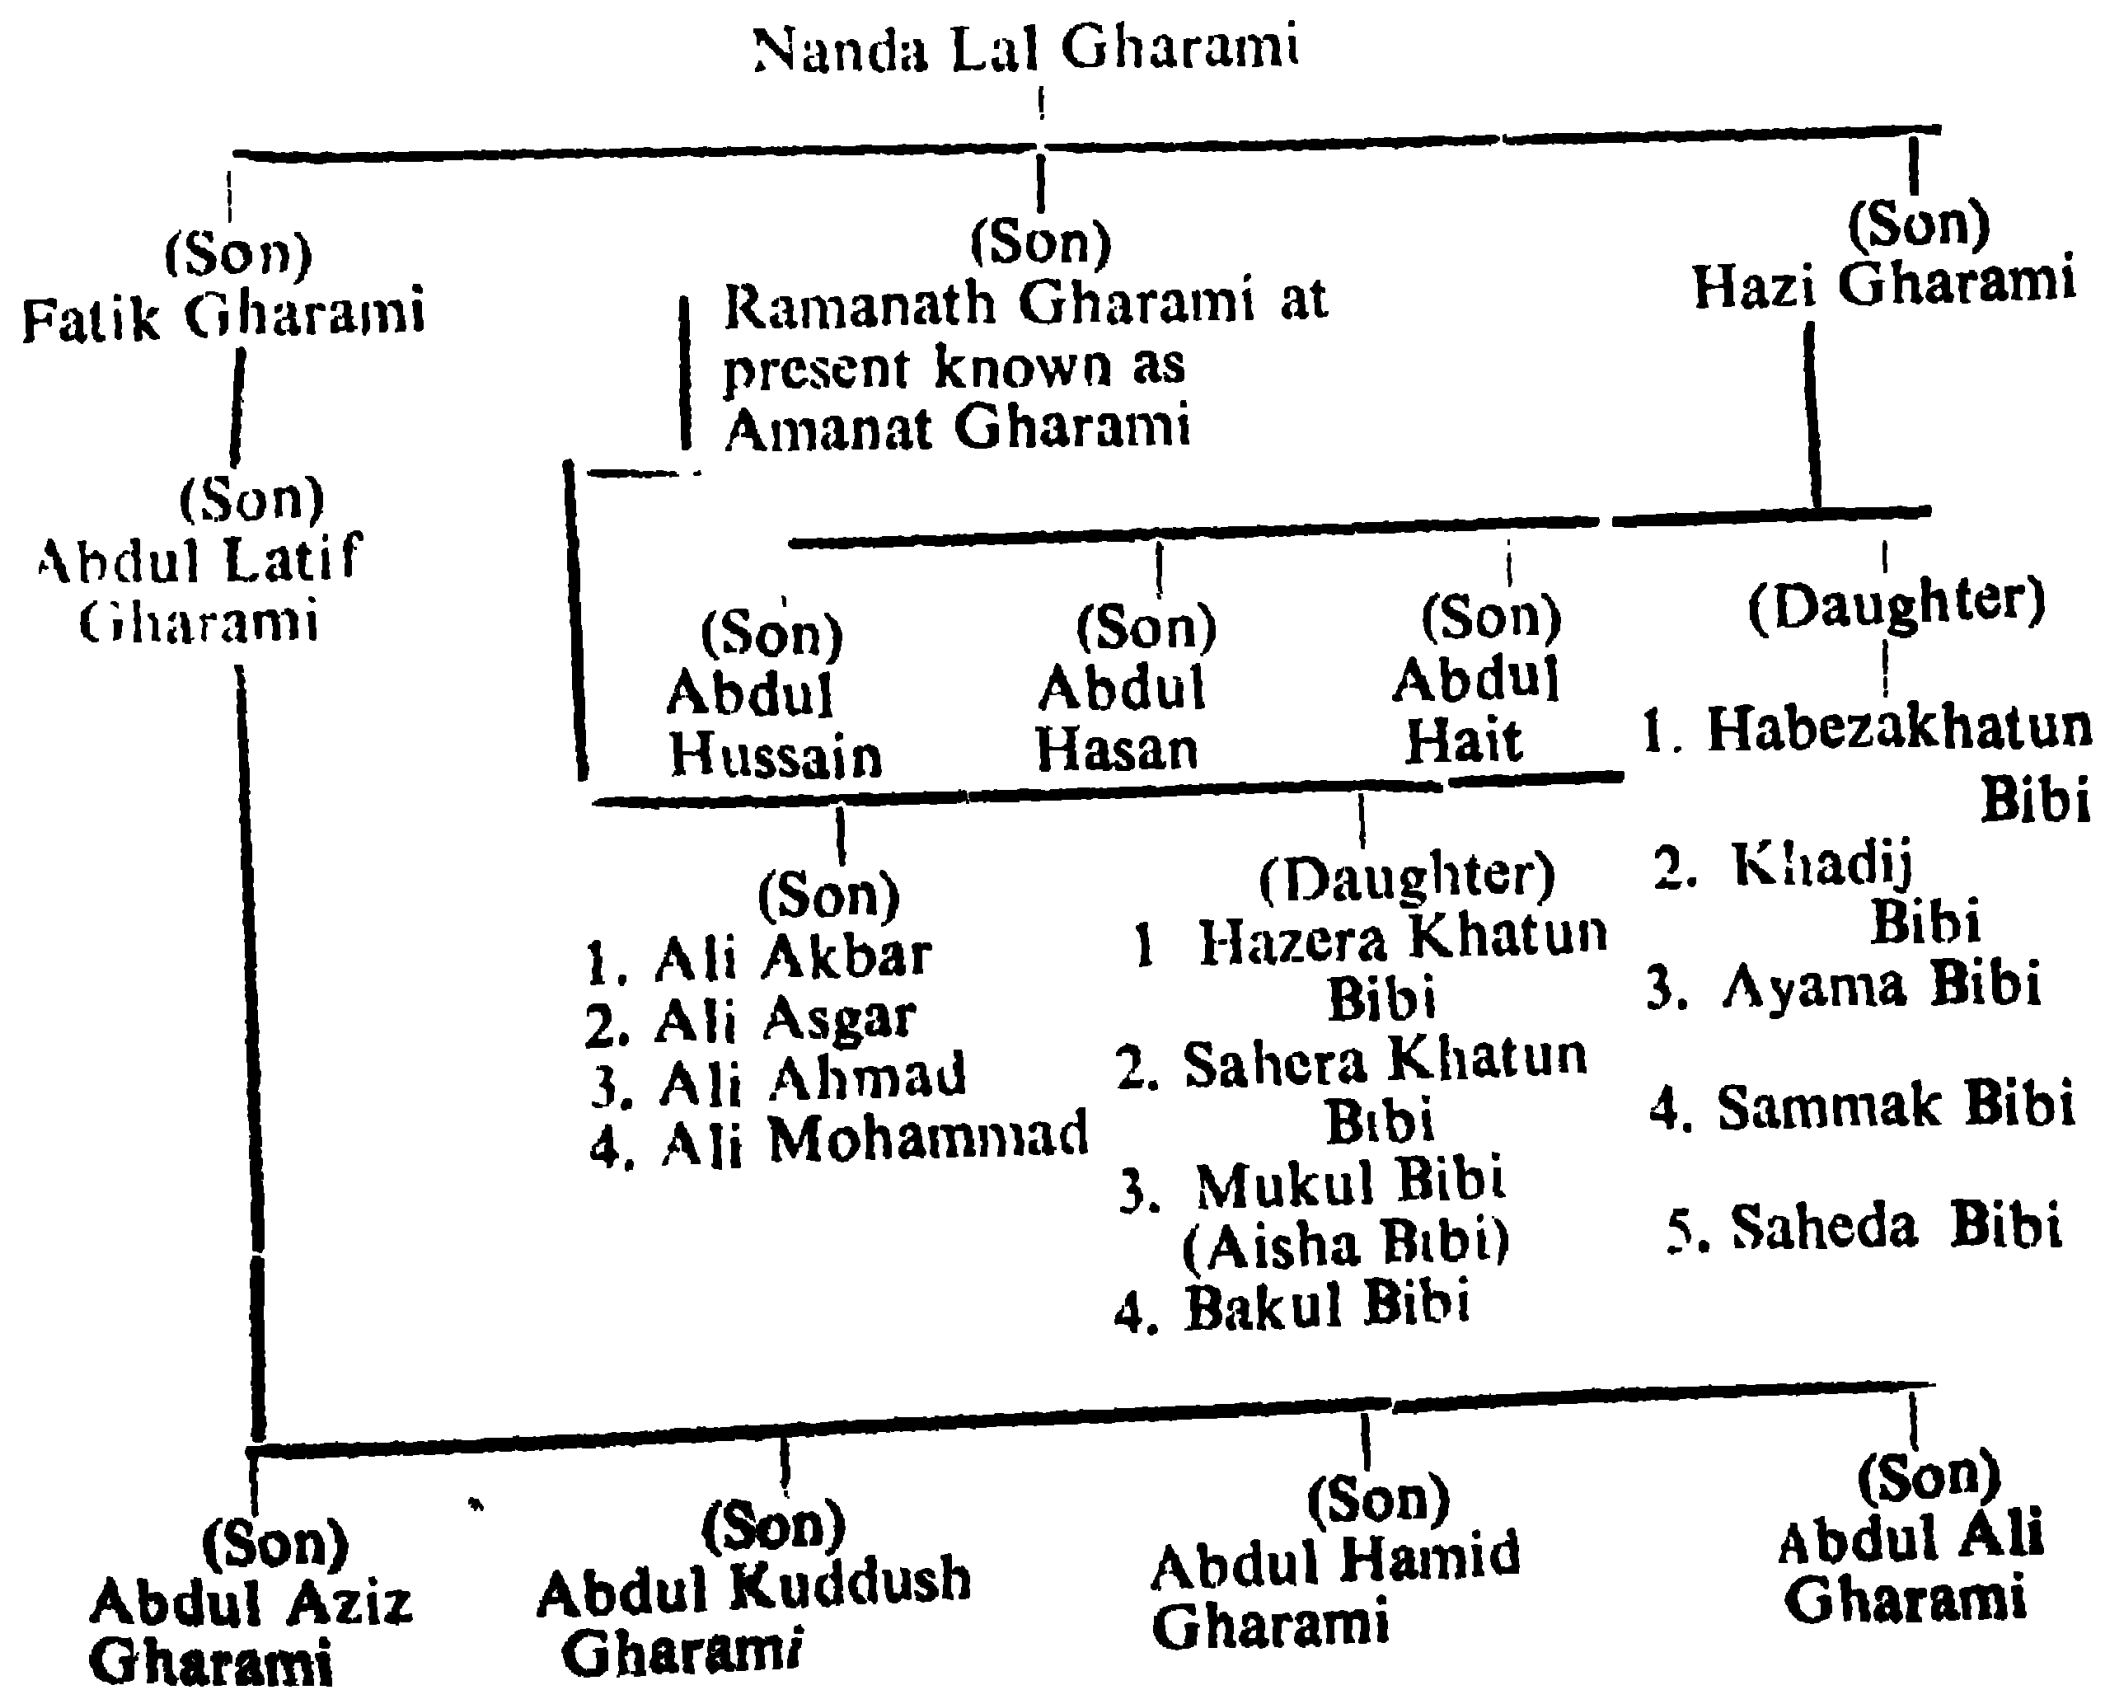 Nanda Lal Gharami
(Son)
Fatik Gharami
(Son)
Ramanath Gharami at
present known as
Amanat Gharami
(Son)
Hazi Gharami
(Son)
Abdul Latif
Gharami
(Son)
Abdul
Hussain
(Son)
Abdul
Hasan
(Son)
Abdul
Hait
(Daughter)
1. Habezakhatun
Bibi
2. Khadij
Bibi
3. Ayama Bibi
4. Sammak Bibi
5. Saheda Bibi
(Son)
1. Ali Akbar
2. Ali Asgar
3. Ali Ahmad
4. Ali Mohammad
(Daughter)
1 Hazera Khatun
Bibi
2. Sahera Khatun
Bibi
3. Mukul Bibi
(Aisha Bibi)
4. Bakul Bibi
(Son)
Abdul Aziz
Gharami
(Son)
Abdul Kuddush
Gharami
(Son)
Abdul Hamid
Gharami
(Son)
Abdul Ali
Gharami